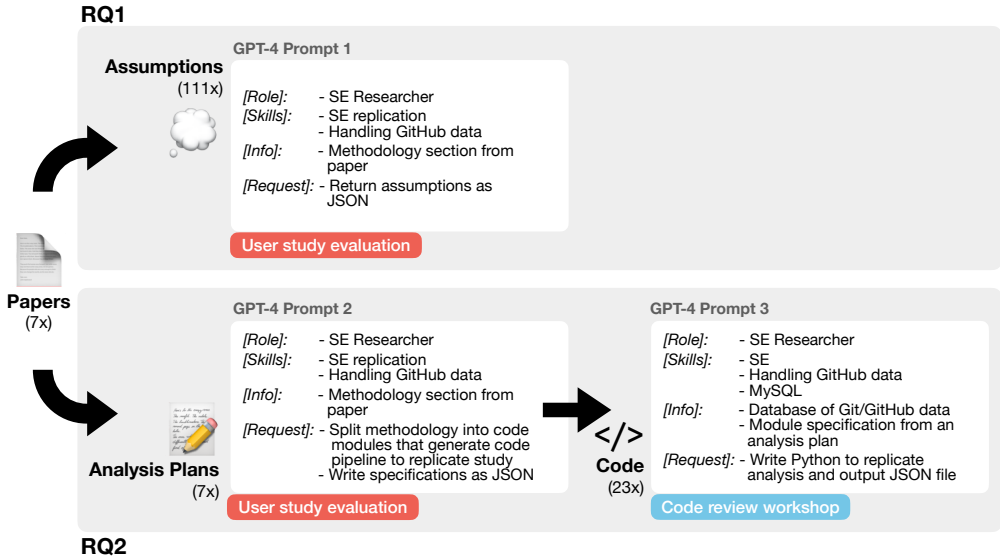 RQ1
GPT-4 Prompt 1
Assumptions
(111x)
[Role]: - SE Researcher
[Skills]: - SE replication
- Handling GitHub data
[Info]: - Methodology section from
paper
[Request]: - Return assumptions as
JSON
User study evaluation
Papers
(7x)
GPT-4 Prompt 2
[Role]: - SE Researcher
[Skills]: - SE replication
- Handling GitHub data
[Info]: - Methodology section from
paper
[Request]: - Split methodology into code
modules that generate code
pipeline to replicate study
- Write specifications as JSON
Analysis Plans
(7x)
User study evaluation
GPT-4 Prompt 3
[Role]: - SE Researcher
[Skills]: - SE
- Handling GitHub data
- MySQL
[Info]: - Database of Git/GitHub data
- Module specification from an
analysis plan
[Request]: - Write Python to replicate
analysis and output JSON file
</>
Code
(23x)
Code review workshop
RQ2